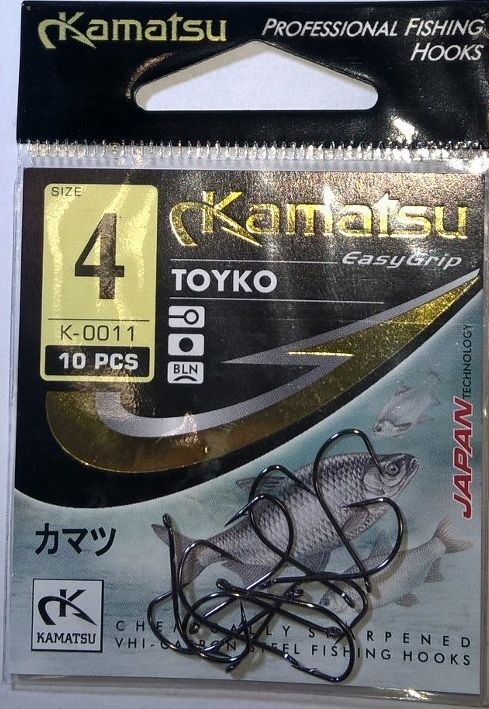 Kamatsu
PROFESSIONAL FISHING
HOOKS
SIZE
4
K-0011
10 PCS
Kamatsu
EasyGrip
TOYKO
BLN
JAPAN TECHNOLOGY
カマツ
K
KAMATSU
CHEMICALLY SHARPENED
VHI-CARBON STEEL FISHING HOOKS